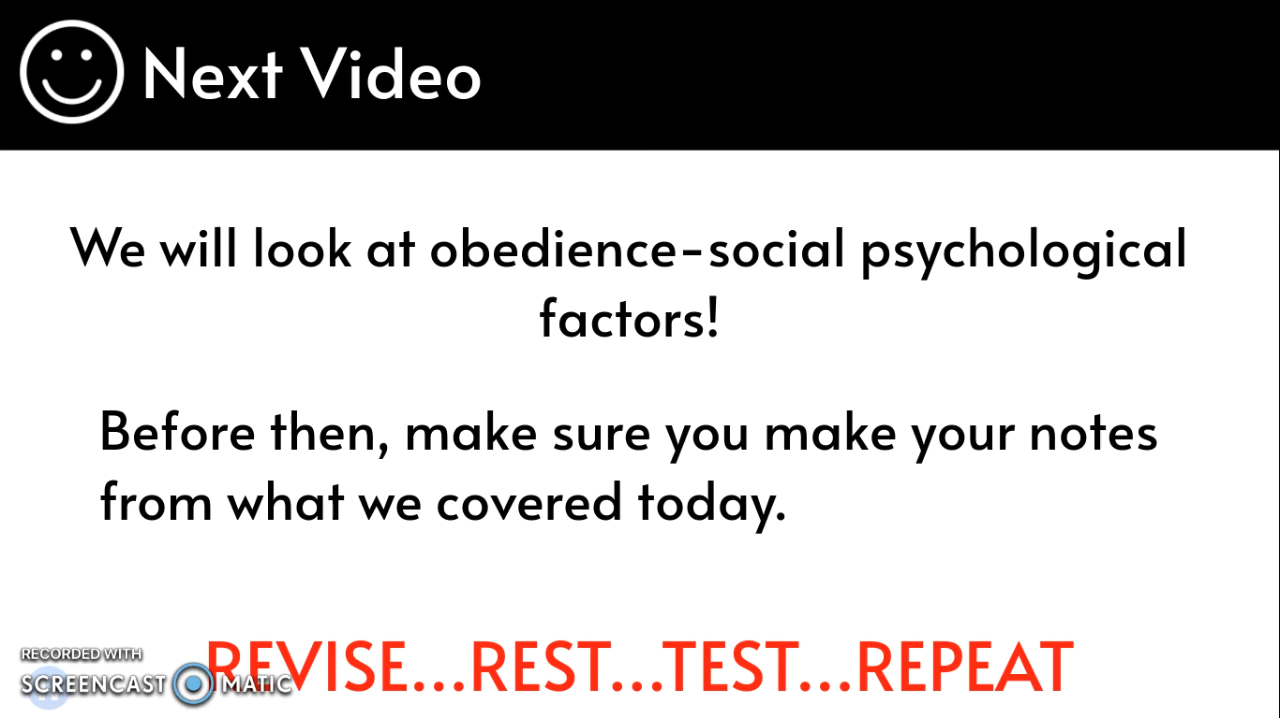 Next Video
We will look at obedience-social psychological
factors!
Before then, make sure you make your notes
from what we covered today.
REVISE...REST...TEST...REPEAT
RECORDED WITH
SCREENCAST MATIC